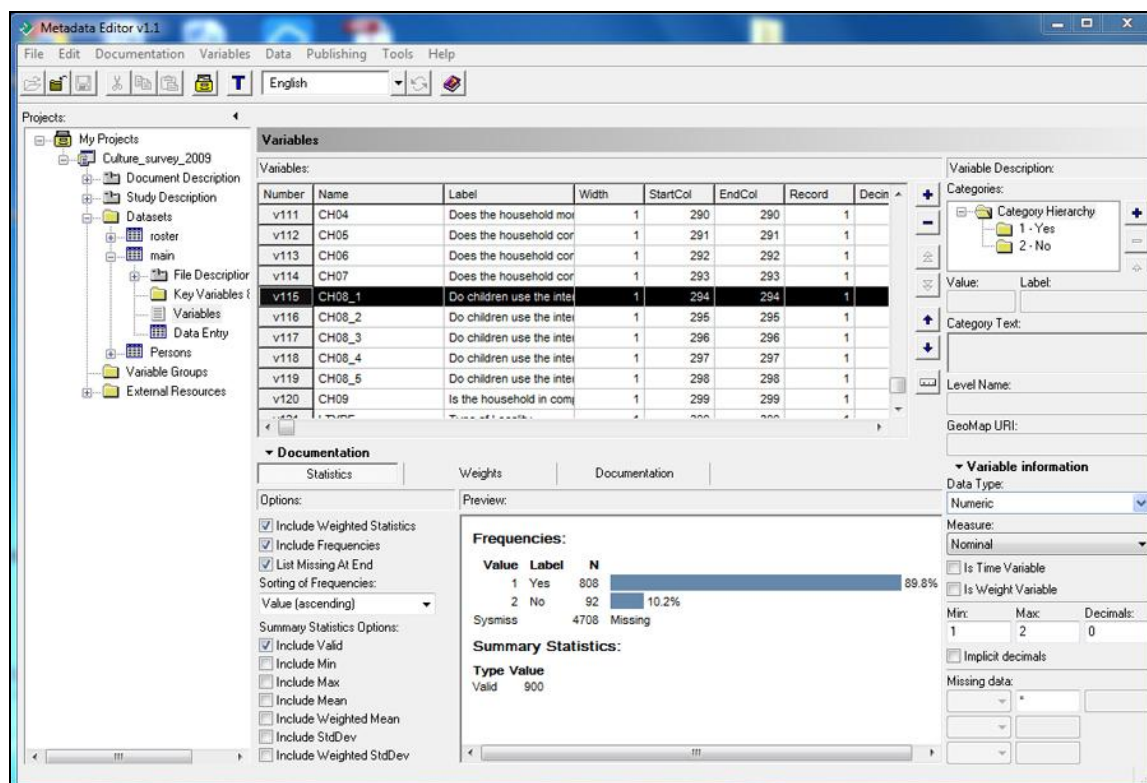 Metadata Editor v1.1
File Edit Documentation Variables Data Publishing Tools Help
T English
Projects:
My Projects
Culture_survey_2009
Document Description
Study Description
Datasets
roster
main
File Description
Key Variables &
Variables
Data Entry
Persons
Variable Groups
External Resources
Variables
Variables:
Number Name Label Width StartCol EndCol Record Decin
v111 CH04 Does the household mor 1 290 290 1
v112 CH05 Does the household cor 1 291 291 1
v113 CH06 Does the household cor 1 292 292 1
v114 CH07 Does the household cor 1 293 293 1
v115 CH08_1 Do children use the inter 1 294 294 1
v116 CH08_2 Do children use the inter 1 295 295 1
v117 CH08_3 Do children use the inter 1 296 296 1
v118 CH08_4 Do children use the inter 1 297 297 1
v119 CH08_5 Do children use the inter 1 298 298 1
v120 CH09 Is the household in comp 1 299 299 1
Documentation
Statistics Weights Documentation
Options:
Include Weighted Statistics
Include Frequencies
List Missing At End
Sorting of Frequencies:
Value (ascending)
Summary Statistics Options:
Include Valid
Include Min
Include Max
Include Mean
Include Weighted Mean
Include StdDev
Include Weighted StdDev
Preview:
Frequencies:
Value Label N
1 Yes 808 89.8%
2 No 92 10.2%
Sysmiss 4708 Missing
Summary Statistics:
Type Value
Valid 900
Variable Description:
Categories:
Category Hierarchy
1 - Yes
2 - No
Value: Label:
Category Text:
Level Name:
GeoMap URI:
Variable information
Data Type:
Numeric
Measure:
Nominal
Is Time Variable
Is Weight Variable
Min: Max: Decimals:
1 2 0
Implicit decimals
Missing data:
*